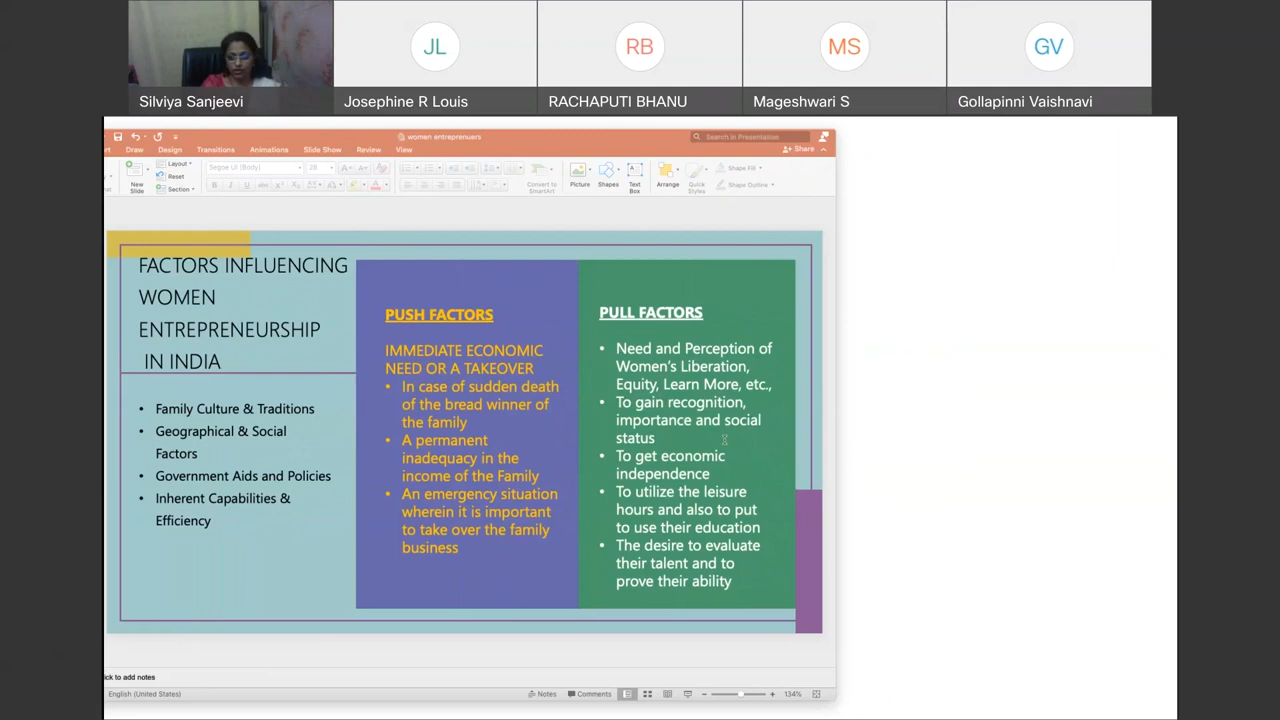 JL
RB
MS
GV
Silviya Sanjeevi
Josephine R Louis
RACHAPUTI BHANU
Mageshwari S
Gollapinni Vaishnavi
women entreprenuers
Search in Presentation
Draw
Design
Transitions
Animations
Slide Show
Review
View
Share
New
Slide
Layout
Reset
Section
Segoe UI (Body)
28
Convert to
SmartArt
Picture
Shapes
Text
Box
Arrange
Quick
Styles
Shape Fill
Shape Outline
FACTORS INFLUENCING
WOMEN
ENTREPRENEURSHIP
IN INDIA
• Family Culture & Traditions
• Geographical & Social
Factors
• Government Aids and Policies
• Inherent Capabilities &
Efficiency
PUSH FACTORS
IMMEDIATE ECONOMIC
NEED OR A TAKEOVER
• In case of sudden death
of the bread winner of
the family
• A permanent
inadequacy in the
income of the Family
• An emergency situation
wherein it is important
to take over the family
business
PULL FACTORS
• Need and Perception of
Women's Liberation,
Equity, Learn More, etc.,
• To gain recognition,
importance and social
status
• To get economic
independence
• To utilize the leisure
hours and also to put
to use their education
• The desire to evaluate
their talent and to
prove their ability
ick to add notes
English (United States)
Notes
Comments
134%